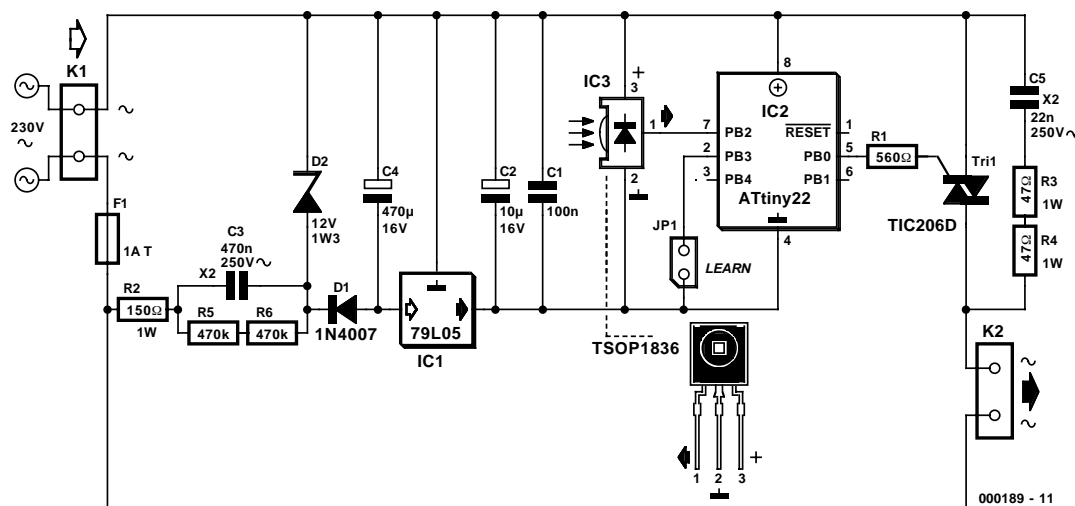 K1
230V
F1
1A T
R2
150Ω
1W
C3
470n
250V
X2
R5
470k
R6
470k
D2
12V
1W3
D1
1N4007
C4
470µ
16V
79L05
IC1
C2
10µ
16V
C1
100n
IC3
+
3
1
2
TSOP1836
JP1
LEARN
8
IC2
7
PB2
RESET
1
2
PB3
PB0
5
3
PB4
PB1
6
ATtiny22
4
R1
560Ω
Tri1
TIC206D
C5
X2
22n
250V
47Ω
R3
1W
47Ω
R4
1W
K2
1 2 3
+
000189 - 11